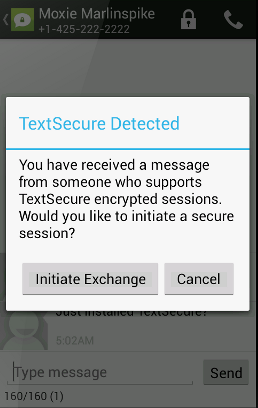 Moxie Marlinspike
+1-425-222-2222
TextSecure Detected
You have received a message
from someone who supports
TextSecure encrypted sessions.
Would you like to initiate a secure
session?
Initiate Exchange
Cancel
Just installed TextSecure?
5:02AM
Type message
Send
160/160 (1)